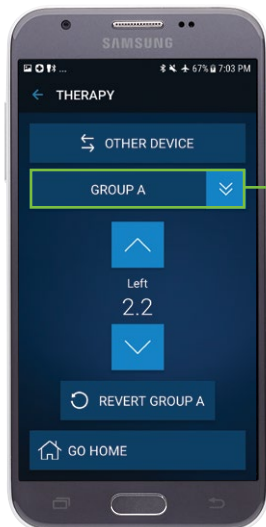 SAMSUNG
... 67% 7:03 PM
THERAPY
OTHER DEVICE
GROUP A
Left
2.2
REVERT GROUP A
GO HOME